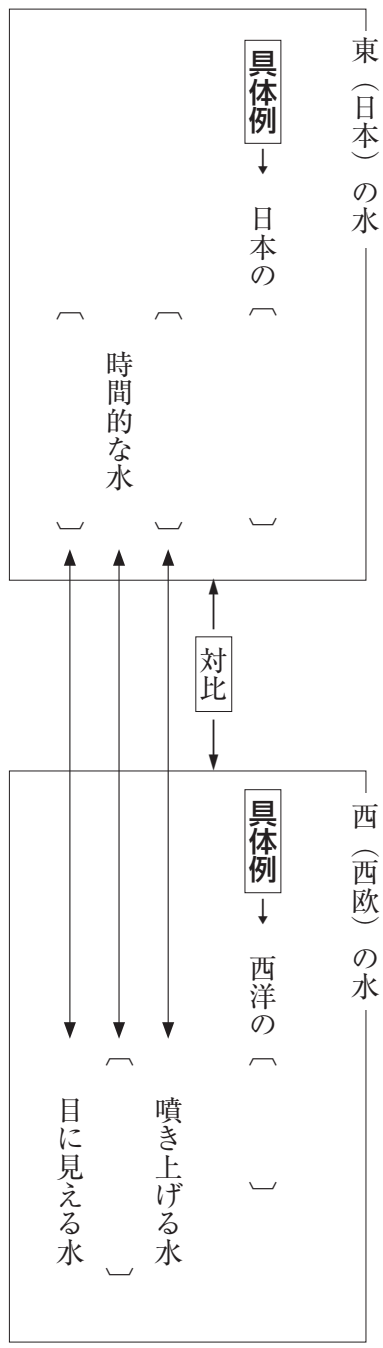 東（日本）の水
具体例→日本の〔　　〕
〔　　〕
時間的な水
〔　　〕
対比
西（西欧）の水
具体例→西洋の〔　　〕
噴き上げる水
〔　　〕
目に見える水